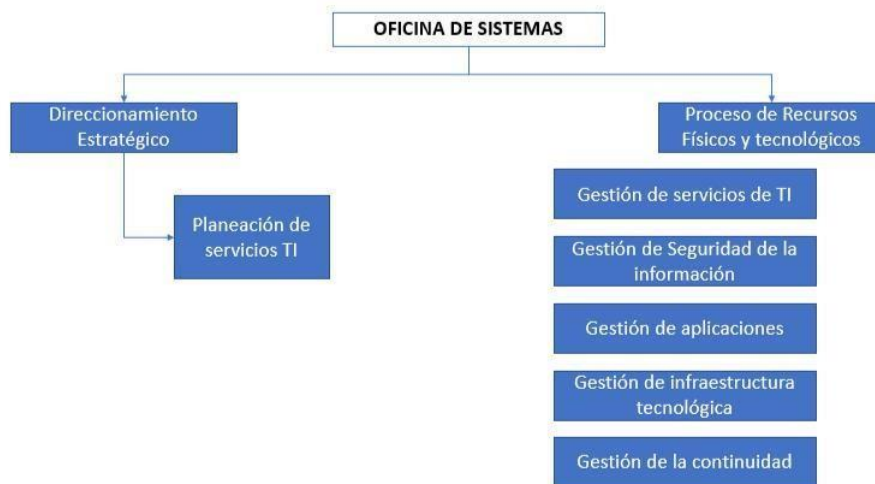 OFICINA DE SISTEMAS
Direccionamiento
Estratégico
Proceso de Recursos
Físicos y tecnológicos
Planeación de
servicios TI
Gestión de servicios de TI
Gestión de Seguridad de la
información
Gestión de aplicaciones
Gestión de infraestructura
tecnológica
Gestión de la continuidad